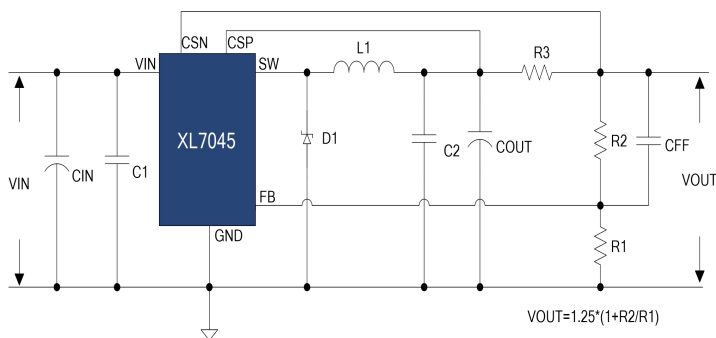 CSN
CSP
VIN
SW
L1
R3
XL7045
D1
C2
COUT
R2
CFF
VIN
CIN
C1
FB
VOUT
GND
R1
VOUT=1.25*(1+R2/R1)